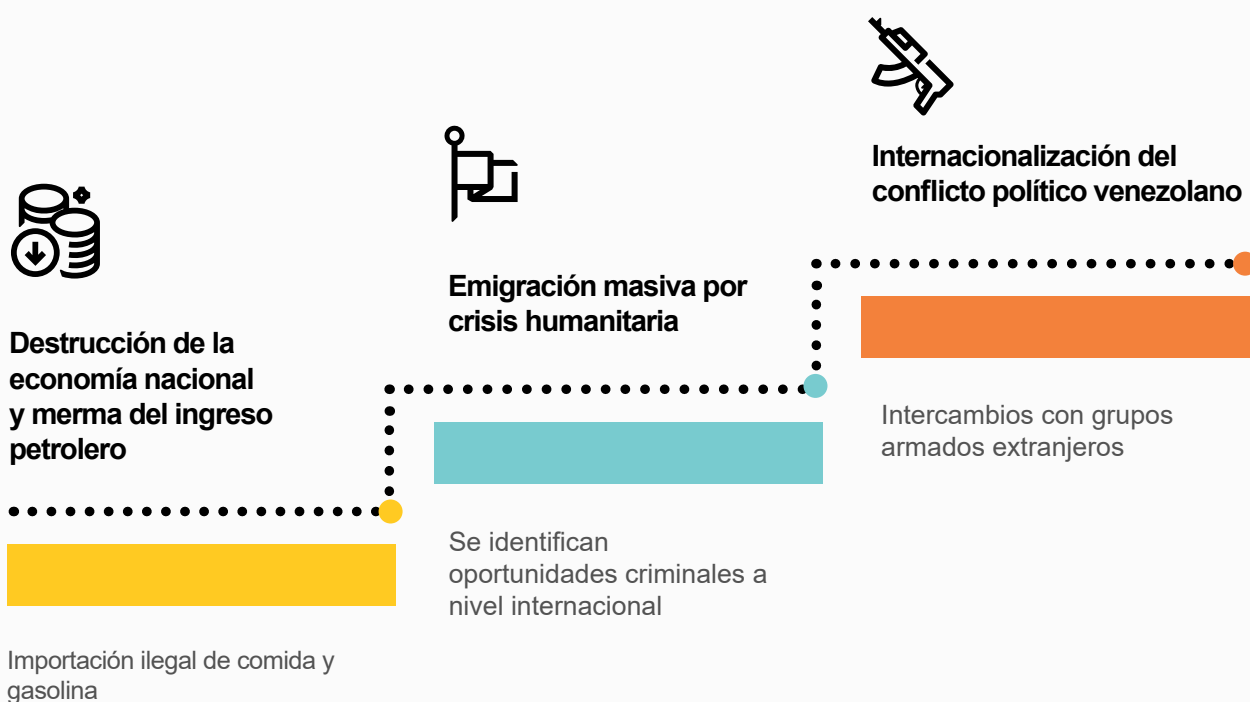 Destrucción de la
economía nacional
y merma del ingreso
petrolero
Importación ilegal de comida y
gasolina
Emigración masiva por
crisis humanitaria
Se identifican
oportunidades criminales a
nivel internacional
Internacionalización del
conflicto político venezolano
Intercambios con grupos
armados extranjeros